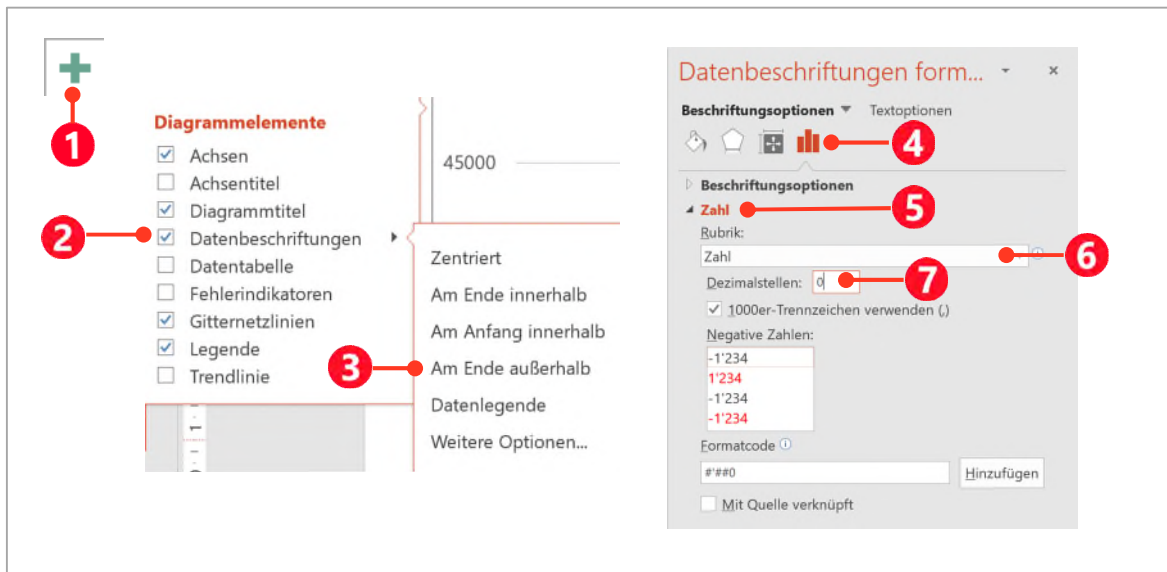 1
Diagrammelemente
Achsen
Achsentitel
Diagrammtitel
2 Datenbeschriftungen
Datentabelle
Fehlerindikatoren
Gitternetzlinien
Legende
Trendlinie
45000
Zentriert
Am Ende innerhalb
Am Anfang innerhalb
3 Am Ende außerhalb
Datenlegende
Weitere Optionen...
Datenbeschriftungen form...
Beschriftungsoptionen Textoptionen
4
Beschriftungsoptionen
Zahl 5
Rubrik:
Zahl 6
Dezimalstellen: 0 7
1000er-Trennzeichen verwenden (,)
Negative Zahlen:
-1'234
1'234
-1'234
-1'234
Formatcode
#'##0 Hinzufügen
Mit Quelle verknüpft